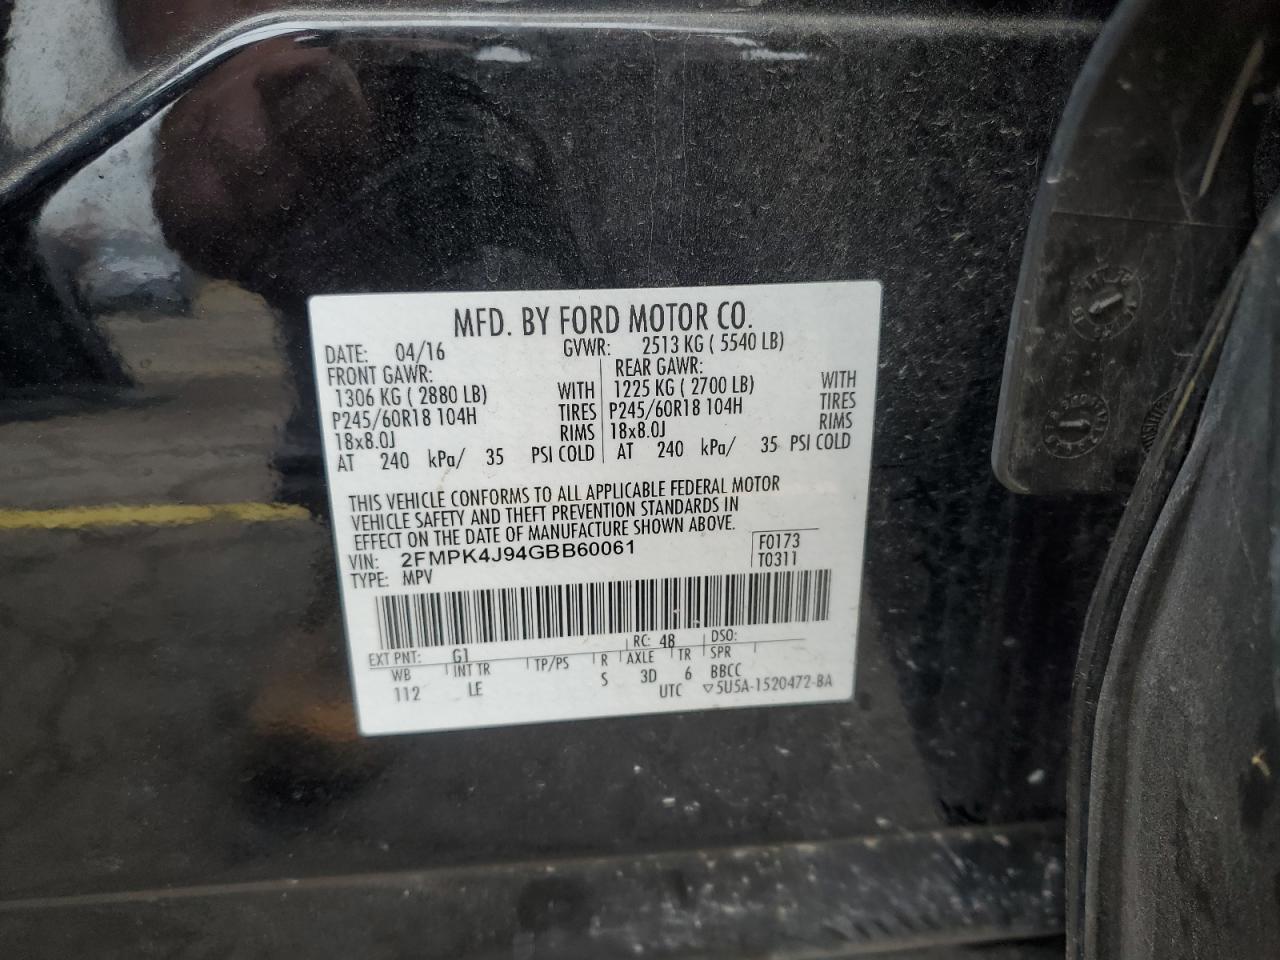 MFD. BY FORD MOTOR CO.
DATE: 04/16 GVWR: 2513 KG ( 5540 LB)
FRONT GAWR: REAR GAWR:
1306 KG ( 2880 LB) WITH 1225 KG ( 2700 LB) WITH
P245/60R18 104H TIRES P245/60R18 104H TIRES
18x8.0J RIMS 18x8.0J RIMS
AT 240 kPa/ 35 PSI COLD AT 240 kPa/ 35 PSI COLD
THIS VEHICLE CONFORMS TO ALL APPLICABLE FEDERAL MOTOR
VEHICLE SAFETY AND THEFT PREVENTION STANDARDS IN
EFFECT ON THE DATE OF MANUFACTURE SHOWN ABOVE.
VIN: 2FMPK4J94GBB60061 F0173
TYPE: MPV T0311
EXT PNT: G1 RC: 48 DSO:
WB INT TR TP/PS R AXLE TR SPR
112 LE S 3D 6 BBCC
UTC ▽5U5A-1520472-BA